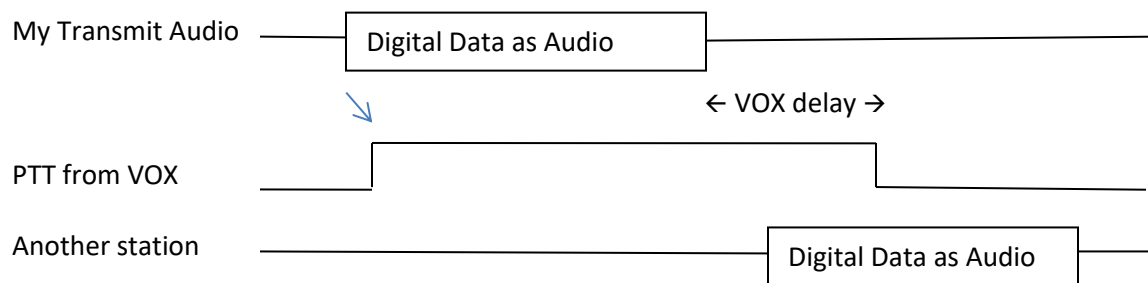 My Transmit Audio
Digital Data as Audio
← VOX delay →
PTT from VOX
Another station
Digital Data as Audio